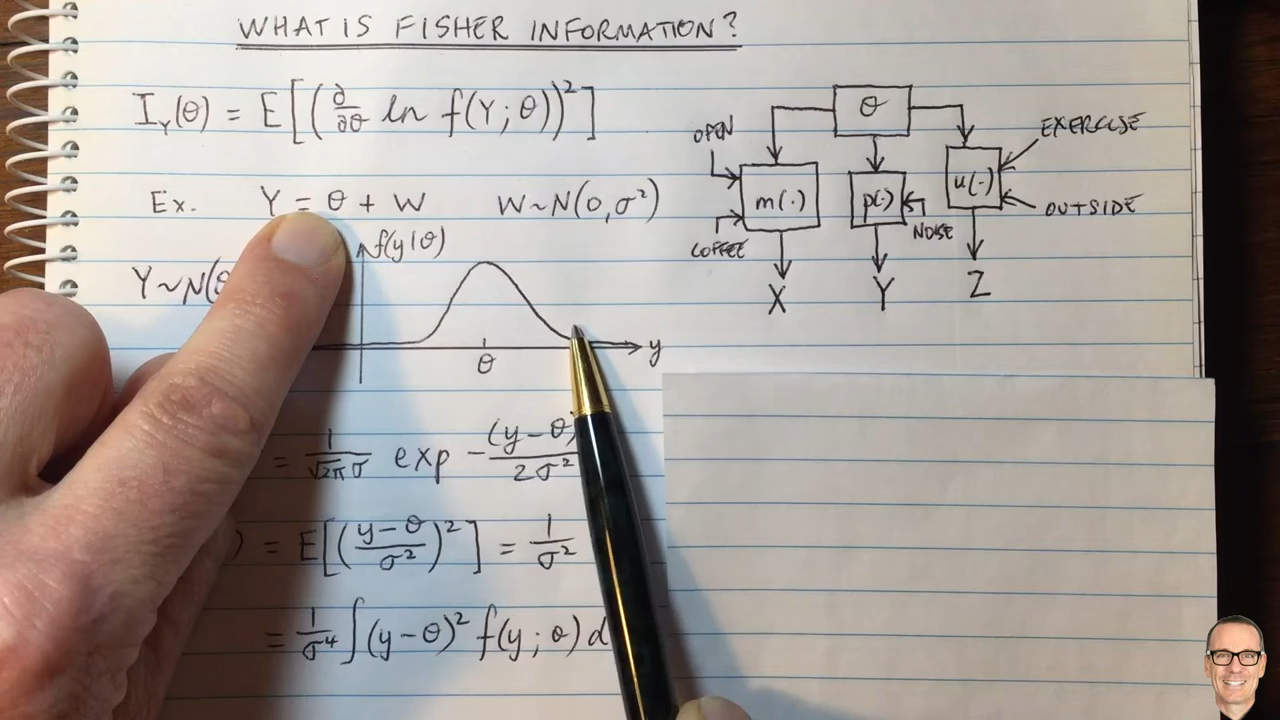 WHAT IS FISHER INFORMATION?
I_Y(θ) = E[(∂/∂θ ln f(Y; θ))²]
Ex. Y = θ + W W~N(0, σ²)
f(y|θ)
Y~N(θ
θ
y
= 1/√2π σ exp -(y-θ)/2σ²
) = E[(y-θ/σ²)²] = 1/σ²
= 1/σ⁴ ∫(y-θ)² f(y; θ) d
θ
OPEN
EXERCISE
m(·) p(·) u(·)
OUTSIDE
COFFEE
NOISE
X Y Z